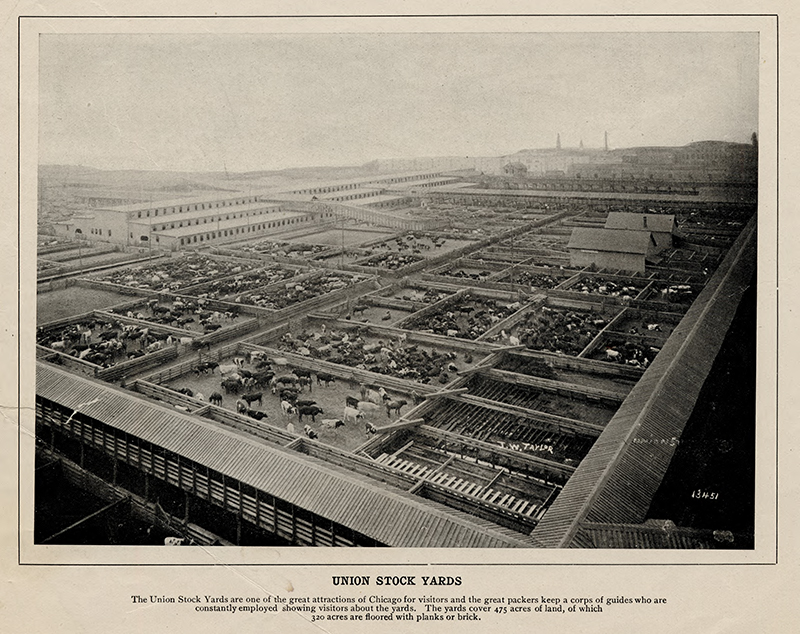 J.W. TAYLOR
13451
UNION STOCK YARDS
The Union Stock Yards are one of the great attractions of Chicago for visitors and the great packers keep a corps of guides who are
constantly employed showing visitors about the yards. The yards cover 475 acres of land, of which
320 acres are floored with planks or brick.